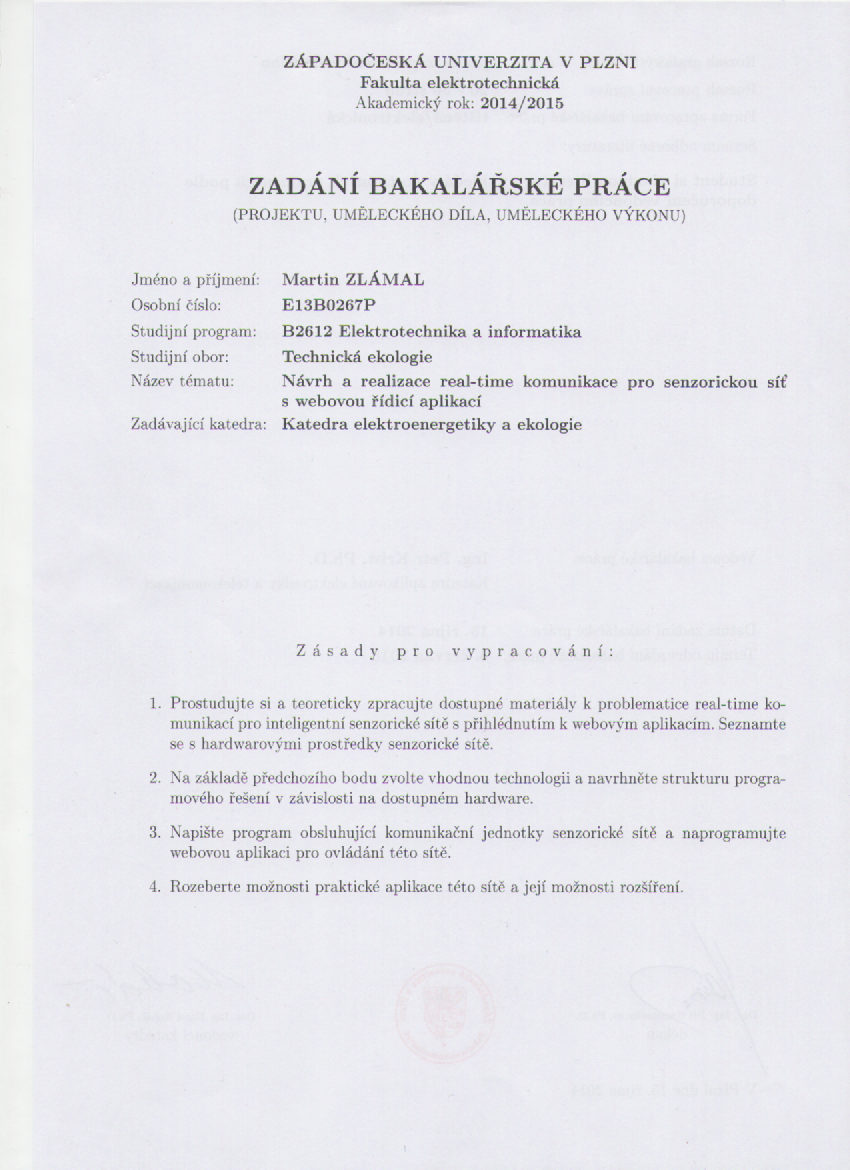 ZÁPADOČESKÁ UNIVERZITA V PLZNI
Fakulta elektrotechnická
Akademický rok: 2014/2015
ZADÁNÍ BAKALÁŘSKÉ PRÁCE
(PROJEKTU, UMĚLECKÉHO DÍLA, UMĚLECKÉHO VÝKONU)
Jméno a příjmení: Martin ZLÁMAL
Osobní číslo: E13B0267P
Studijní program: B2612 Elektrotechnika a informatika
Studijní obor: Technická ekologie
Název tématu: Návrh a realizace real-time komunikace pro senzorickou síť
s webovou řídicí aplikací
Zadávající katedra: Katedra elektroenergetiky a ekologie
Zásady pro vypracování:
1. Prostudujte si a teoreticky zpracujte dostupné materiály k problematice real-time ko-
munikací pro inteligentní senzorické sítě s přihlédnutím k webovým aplikacím. Seznamte
se s hardwarovými prostředky senzorické sítě.
2. Na základě předchozího bodu zvolte vhodnou technologii a navrhněte strukturu progra-
mového řešení v závislosti na dostupném hardware.
3. Napište program obsluhující komunikační jednotky senzorické sítě a naprogramujte
webovou aplikaci pro ovládání této sítě.
4. Rozeberte možnosti praktické aplikace této sítě a její možnosti rozšíření.